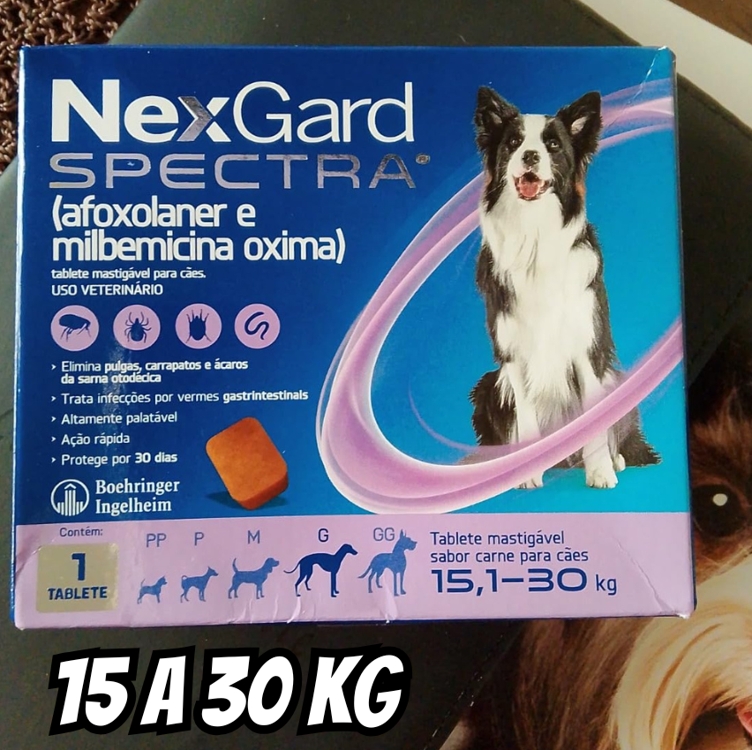 NexGard
SPECTRA®
(afoxolaner e
milbemicina oxima)
tablete mastigável para cães.
USO VETERINÁRIO
› Elimina pulgas, carrapatos e ácaros
da sarna otodécica
› Trata infecções por vermes gastrintestinais
› Altamente palatável
› Ação rápida
› Protege por 30 dias
Boehringer
Ingelheim
Contém:
1
TABLETE
PP P M G GG
Tablete mastigável
sabor carne para cães
15,1–30 kg
15 A 30 KG